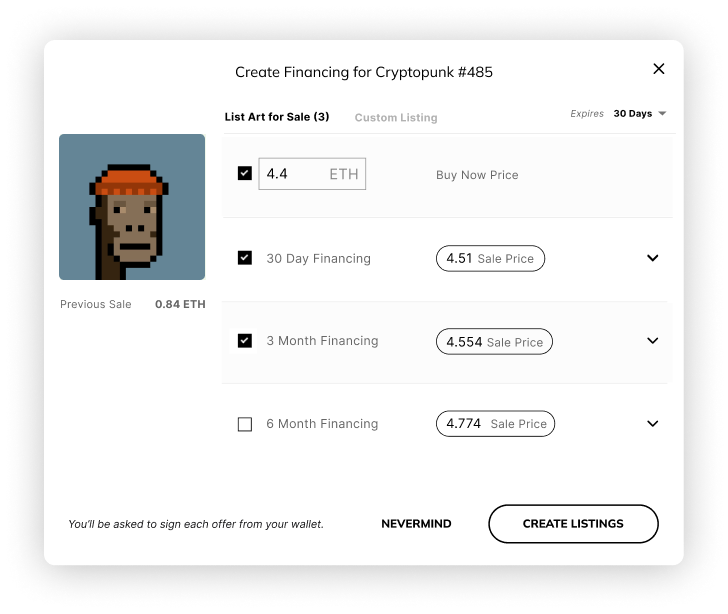 Create Financing for Cryptopunk #485
List Art for Sale (3) Custom Listing Expires 30 Days
4.4 ETH Buy Now Price
30 Day Financing 4.51 Sale Price
Previous Sale 0.84 ETH
3 Month Financing 4.554 Sale Price
6 Month Financing 4.774 Sale Price
You'll be asked to sign each offer from your wallet. NEVERMIND CREATE LISTINGS